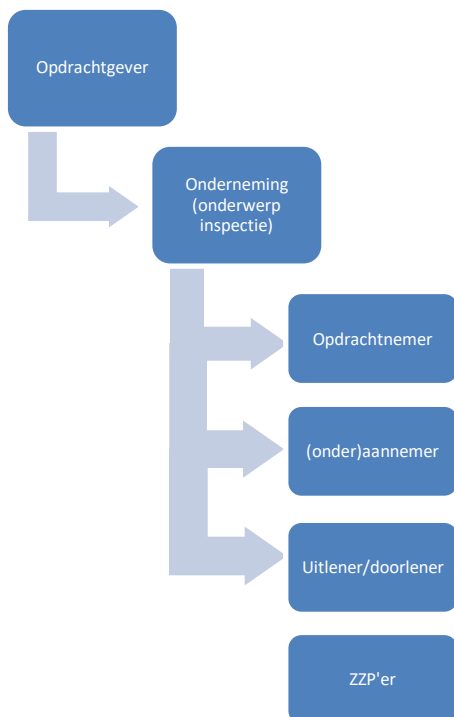 Opdrachtgever
Onderneming
(onderwerp
inspectie)
Opdrachtnemer
(onder)aannemer
Uitlener/doorlener
ZZP'er